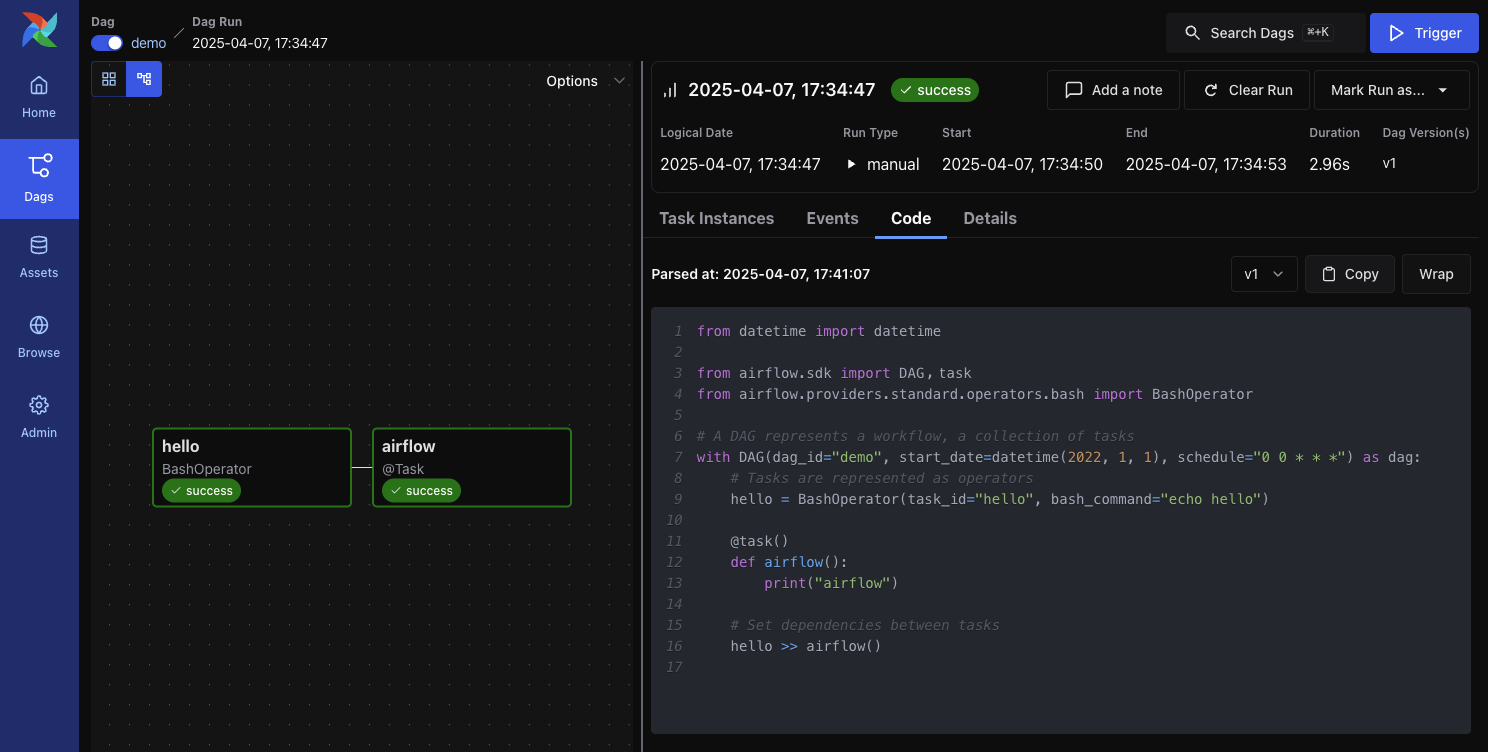 Dag
demo
/
Dag Run
2025-04-07, 17:34:47
Search Dags ⌘+K
Trigger
Home
Dags
Assets
Browse
Admin
Options
hello
BashOperator
success
airflow
@Task
success
2025-04-07, 17:34:47 success
Add a note
Clear Run
Mark Run as...
Logical Date Run Type Start End Duration Dag Version(s)
2025-04-07, 17:34:47 manual 2025-04-07, 17:34:50 2025-04-07, 17:34:53 2.96s v1
Task Instances Events Code Details
Parsed at: 2025-04-07, 17:41:07
v1
Copy
Wrap
1 from datetime import datetime
2
3 from airflow.sdk import DAG, task
4 from airflow.providers.standard.operators.bash import BashOperator
5
6 # A DAG represents a workflow, a collection of tasks
7 with DAG(dag_id="demo", start_date=datetime(2022, 1, 1), schedule="0 0 * * *") as dag:
8     # Tasks are represented as operators
9     hello = BashOperator(task_id="hello", bash_command="echo hello")
10
11     @task()
12     def airflow():
13         print("airflow")
14
15     # Set dependencies between tasks
16     hello >> airflow()
17